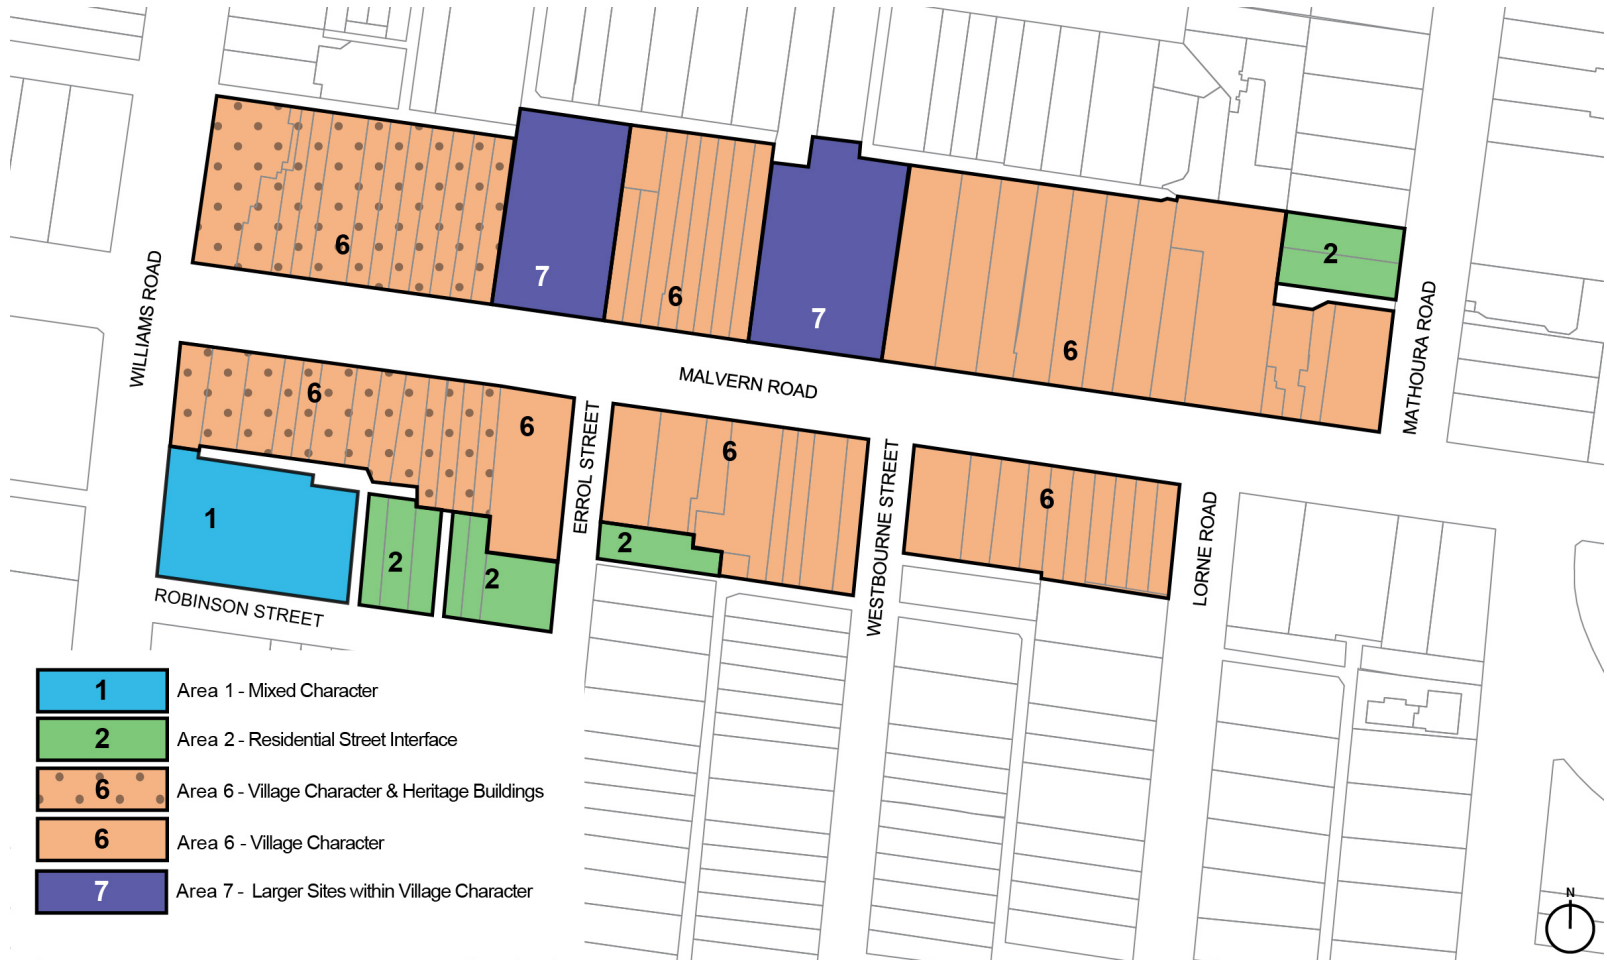 2
6
7
6
7
6
WILLIAMS ROAD
MATHOURA ROAD
MALVERN ROAD
6
6
ERROL STREET
6
WESTBOURNE STREET
6
LORNE ROAD
1
2
2
2
ROBINSON STREET
1 Area 1 - Mixed Character
2 Area 2 - Residential Street Interface
6 Area 6 - Village Character & Heritage Buildings
6 Area 6 - Village Character
7 Area 7 - Larger Sites within Village Character
N